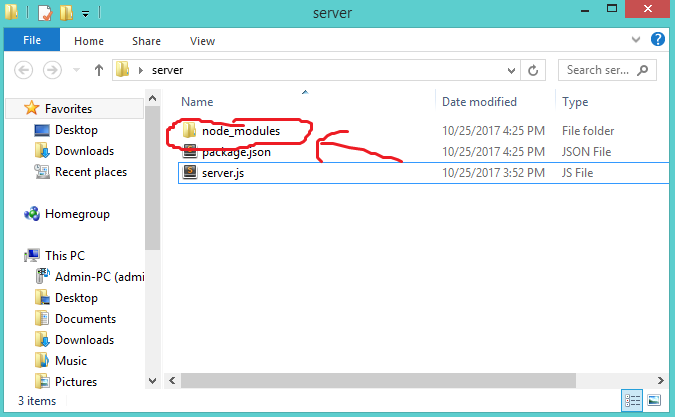 server
File Home Share View
server Search ser...
Name Date modified Type
Favorites
Desktop
Downloads
Recent places
Homegroup
This PC
Admin-PC (admi
Desktop
Documents
Downloads
Music
Pictures
node_modules 10/25/2017 4:25 PM File folder
package.json 10/25/2017 4:25 PM JSON File
server.js 10/25/2017 3:52 PM JS File
3 items